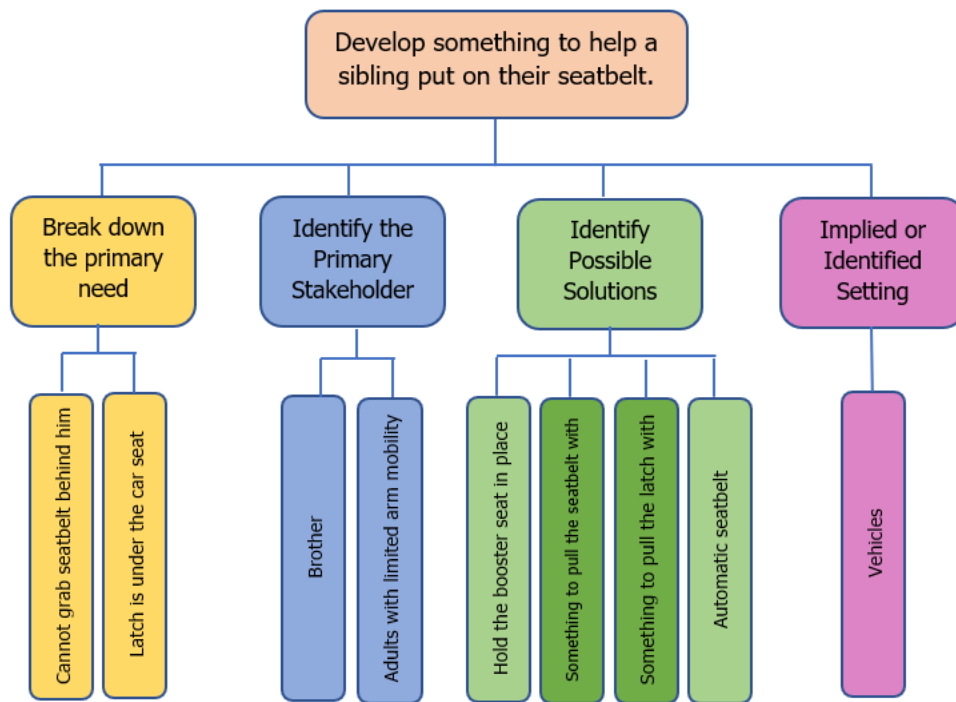 Develop something to help a
sibling put on their seatbelt.
Break down
the primary
need
Identify the
Primary
Stakeholder
Identify
Possible
Solutions
Implied or
Identified
Setting
Cannot grab seatbelt behind him
Latch is under the car seat
Brother
Adults with limited arm mobility
Hold the booster seat in place
Something to pull the seatbelt with
Something to pull the latch with
Automatic seatbelt
Vehicles